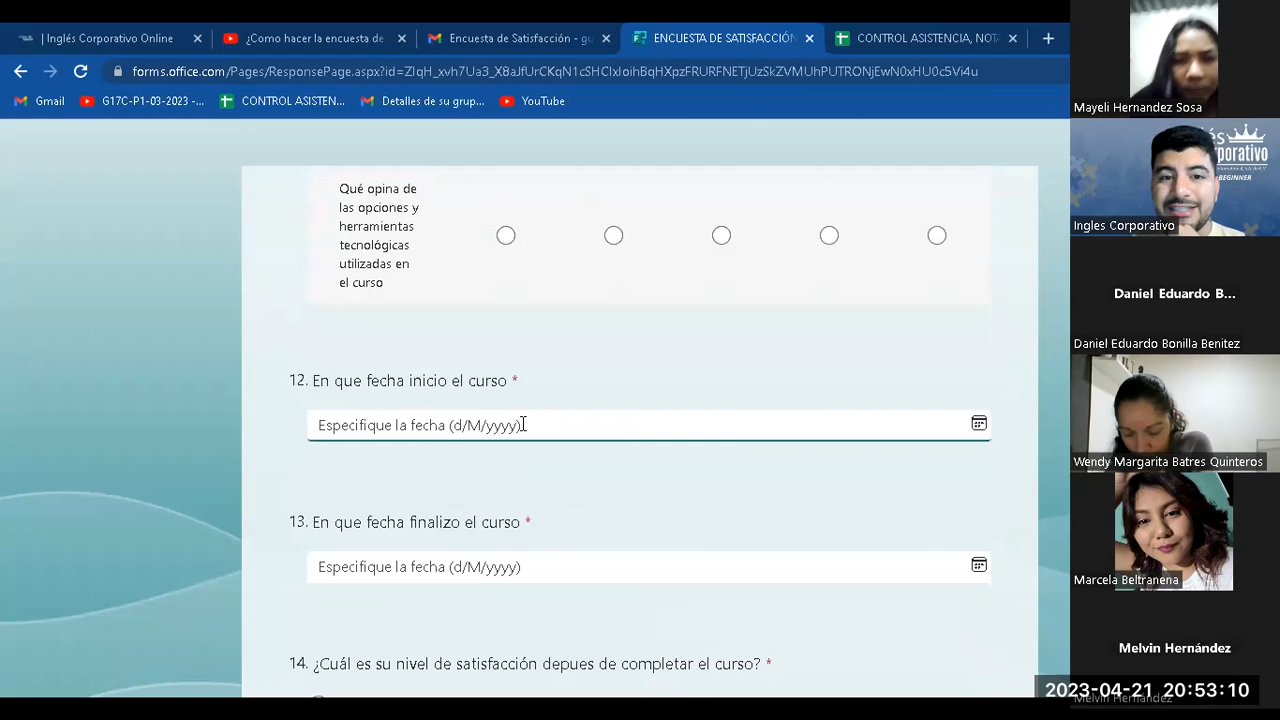 | Inglés Corporativo Online
¿Como hacer la encuesta de
Encuesta de Satisfacción - gu
ENCUESTA DE SATISFACCIÓN
CONTROL ASISTENCIA, NOTA
forms.office.com/Pages/ResponsePage.aspx?id=ZIqH_xvh7Ua3_X8aJfUrCKqN1cSHClxIoihBqHXpzFRURFNETjUzSkZVMUhPUTRONjEwN0xHU0c5Vi4u
Gmail
G17C-P1-03-2023 -...
CONTROL ASISTEN...
Detalles de su grup...
YouTube
Qué opina de
las opciones y
herramientas
tecnológicas
utilizadas en
el curso
12. En que fecha inicio el curso *
Especifique la fecha (d/M/yyyy)
13. En que fecha finalizo el curso *
Especifique la fecha (d/M/yyyy)
14. ¿Cuál es su nivel de satisfacción depues de completar el curso? *
Mayeli Hernandez Sosa
BEGINNER
Ingles Corporativo
Daniel Eduardo B...
Daniel Eduardo Bonilla Benitez
Wendy Margarita Batres Quinteros
Marcela Beltranena
Melvin Hernández
2023-04-21 20:53:10
Melvin Hernández